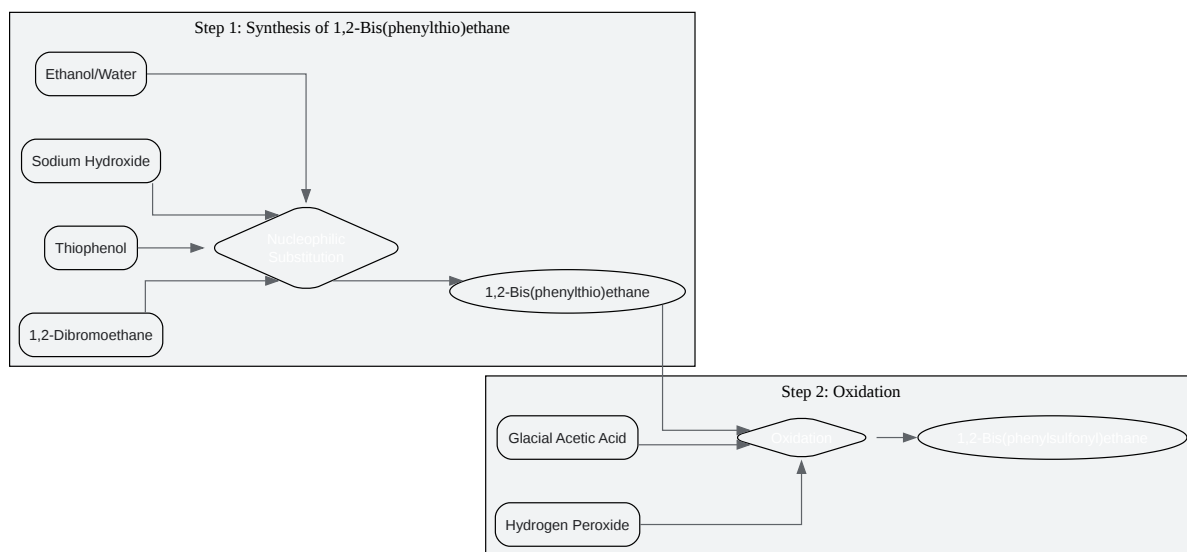 Step 1: Synthesis of 1,2-Bis(phenylthio)ethane
Ethanol/Water
Sodium Hydroxide
Thiophenol
Nucleophilic
Substitution
1,2-Dibromoethane
1,2-Bis(phenylthio)ethane
Step 2: Oxidation
Glacial Acetic Acid
Oxidation
1,2-Bis(phenylsulfonyl)ethane
Hydrogen Peroxide